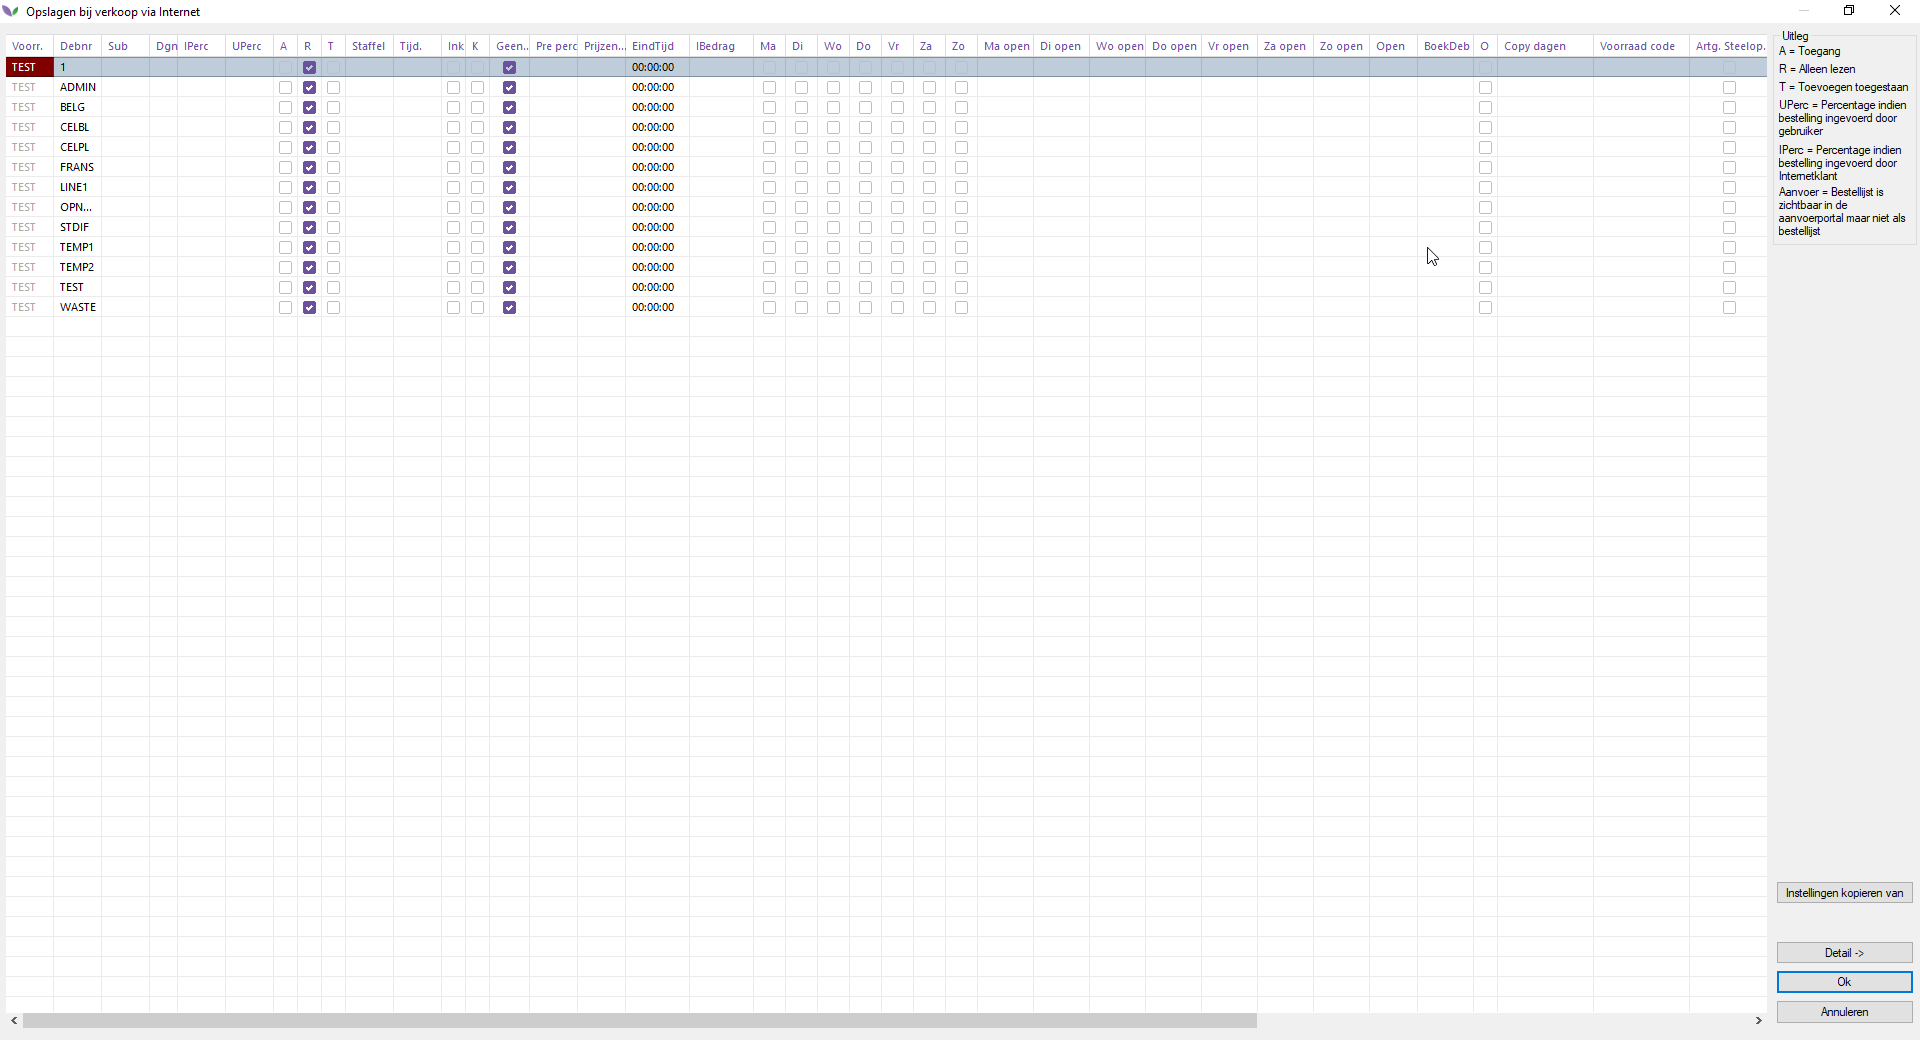 Opslagen bij verkoop via Internet
Voorr. Debnr Sub Dgn IPerc UPerc A R T Staffel Tijd. Ink K Geen.. Pre perc Prijzen... EindTijd IBedrag Ma Di Wo Do Vr Za Zo Ma open Di open Wo open Do open Vr open Za open Zo open Open BoekDeb O Copy dagen Voorraad code Artg. Steelop.
TEST 1 00:00:00
TEST ADMIN 00:00:00
TEST BELG 00:00:00
TEST CELBL 00:00:00
TEST CELPL 00:00:00
TEST FRANS 00:00:00
TEST LINE1 00:00:00
TEST OPN... 00:00:00
TEST STDIF 00:00:00
TEST TEMP1 00:00:00
TEST TEMP2 00:00:00
TEST TEST 00:00:00
TEST WASTE 00:00:00
Uitleg
A = Toegang
R = Alleen lezen
T = Toevoegen toegestaan
UPerc = Percentage indien
bestelling ingevoerd door
gebruiker
IPerc = Percentage indien
bestelling ingevoerd door
Internetklant
Aanvoer = Bestellijst is
zichtbaar in de
aanvoerportal maar niet als
bestellijst
Instellingen kopieren van
Detail ->
Ok
Annuleren